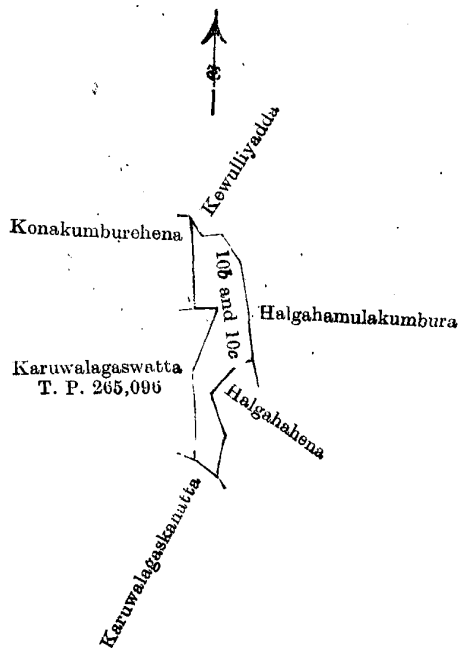 Kewulliyadda
Konakumburehena
10b and 10c
Halgahamulakumbura
Karuwalagaswatta
T. P. 265,096
Halgahahena
Karuwalagaskanatta